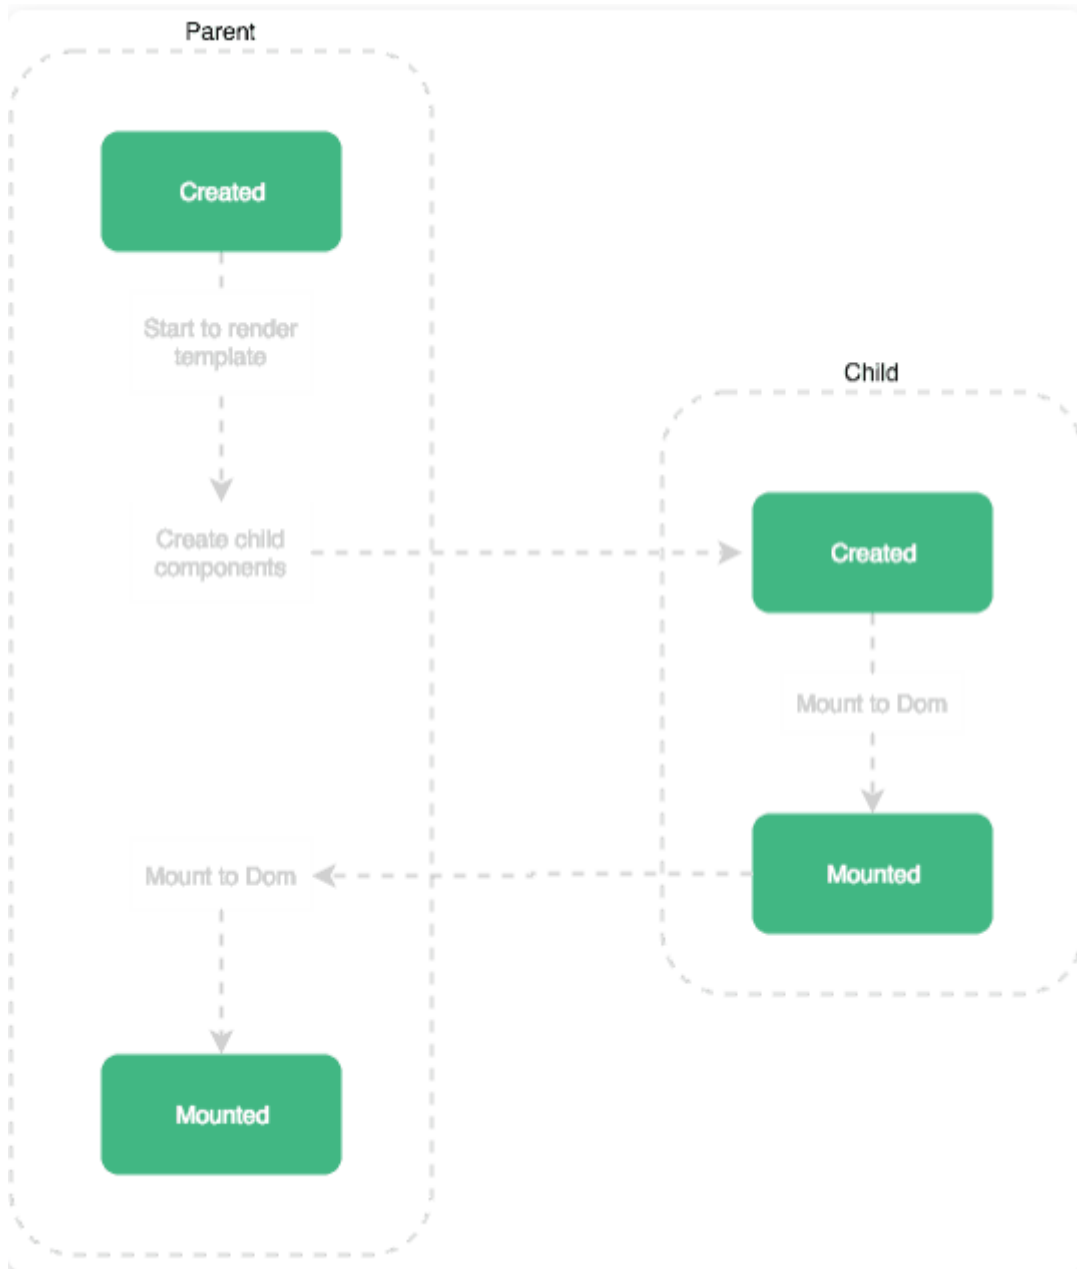 Parent
Created
Start to render
template
Create child
components
Mount to Dom
Mounted
Child
Created
Mount to Dom
Mounted